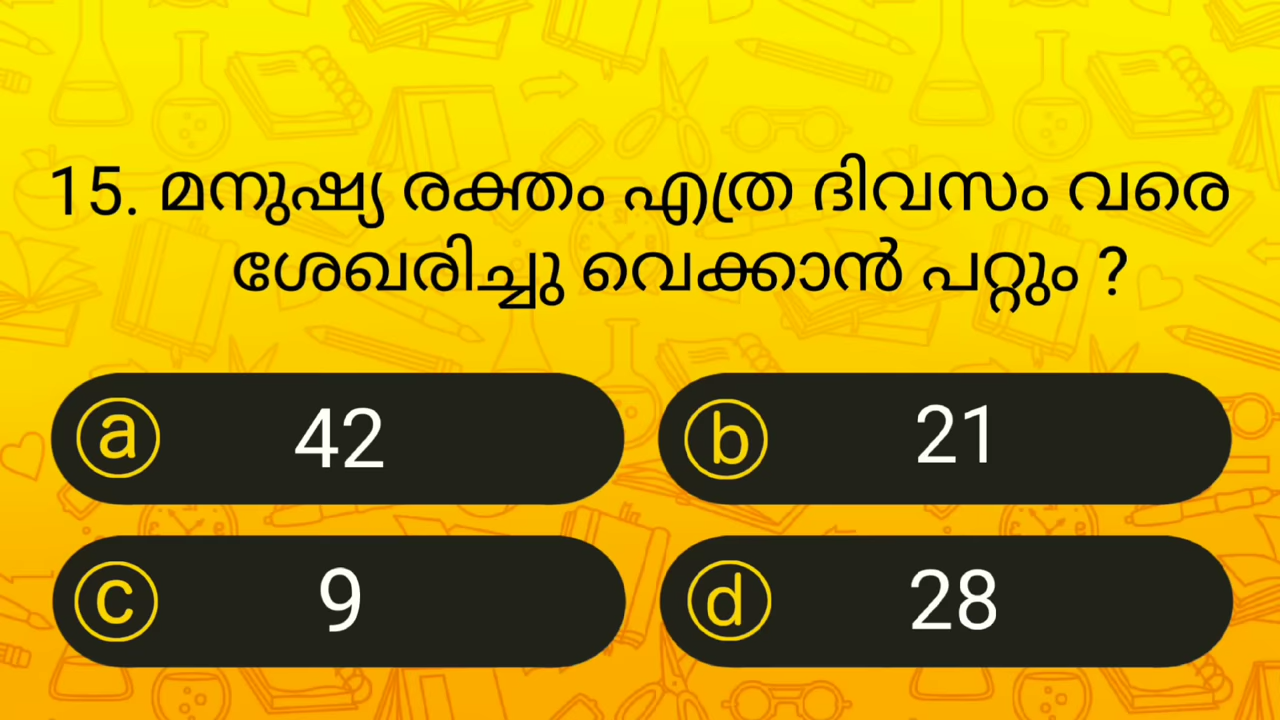 15. മനുഷ്യ രക്തം എത്ര ദിവസം വരെ
ശേഖരിച്ചു വെക്കാൻ പറ്റും ?
a 42
b 21
c 9
d 28